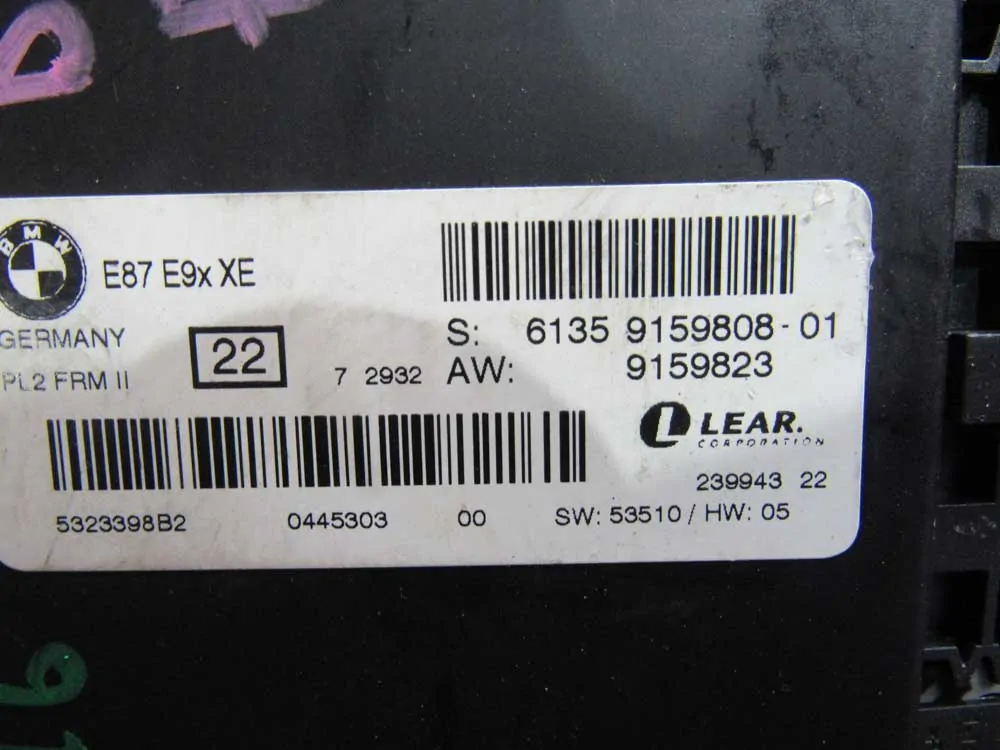 BMW
E87 E9x XE
GERMANY
PL2 FRM II
22
7 2932
S: 6135 9159808-01
AW: 9159823
LEAR.
CORPORATION
239943 22
5323398B2 0445303 00 SW: 53510 / HW: 05